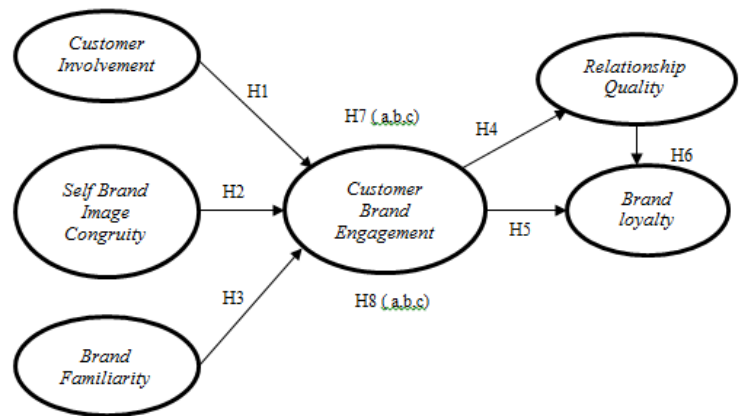 Customer
Involvement
H1
H7 ( a,b,c)
H4
Relationship
Quality
H6
Self Brand
Image
Congruity
H2
Customer
Brand
Engagement
H5
Brand
loyalty
H3
H8 ( a,b,c)
Brand
Familiarity